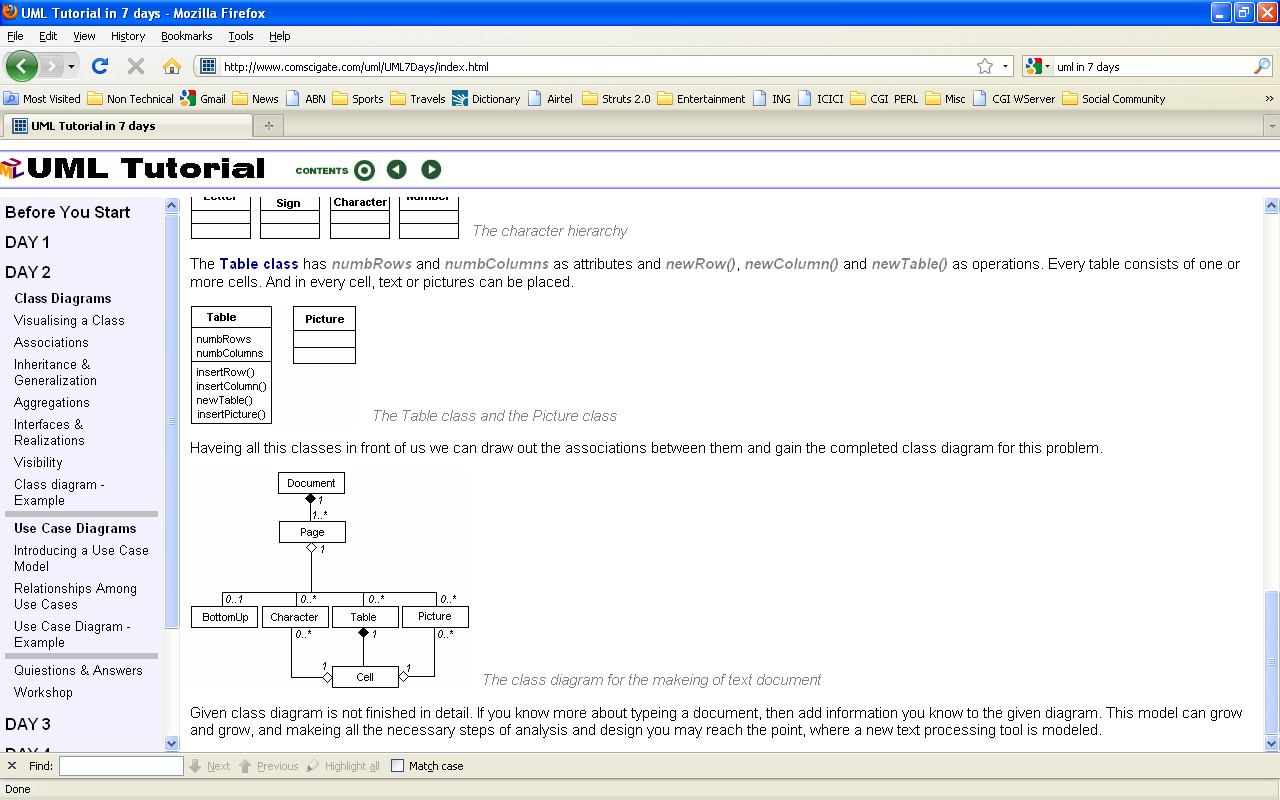 UML Tutorial in 7 days - Mozilla Firefox
File Edit View History Bookmarks Tools Help
http://www.comscigate.com/uml/UML7Days/index.html
uml in 7 days
Most Visited Non Technical Gmail News ABN Sports Travels Dictionary Airtel Struts 2.0 Entertainment ING ICICI CGI PERL Misc CGI WServer Social Community »
UML Tutorial in 7 days
UML Tutorial CONTENTS
Before You Start
DAY 1
DAY 2
Class Diagrams
Visualising a Class
Associations
Inheritance &
Generalization
Aggregations
Interfaces &
Realizations
Visibility
Class diagram -
Example
Use Case Diagrams
Introducing a Use Case
Model
Relationships Among
Use Cases
Use Case Diagram -
Example
Quiestions & Answers
Workshop
DAY 3
DAY 4
Letter Sign Character Number
The character hierarchy
The Table class has numbRows and numbColumns as attributes and newRow(), newColumn() and newTable() as operations. Every table consists of one or
more cells. And in every cell, text or pictures can be placed.
Table
numbRows
numbColumns
insertRow()
insertColumn()
newTable()
insertPicture()
Picture
The Table class and the Picture class
Haveing all this classes in front of us we can draw out the associations between them and gain the completed class diagram for this problem.
Document
1
1..*
Page
1
0..1 0..* 0..* 0..*
BottomUp Character Table Picture
0..* 1 0..*
1 1
Cell
The class diagram for the makeing of text document
Given class diagram is not finished in detail. If you know more about typeing a document, then add information you know to the given diagram. This model can grow
and grow, and makeing all the necessary steps of analysis and design you may reach the point, where a new text processing tool is modeled.
Find: Next Previous Highlight all Match case
Done